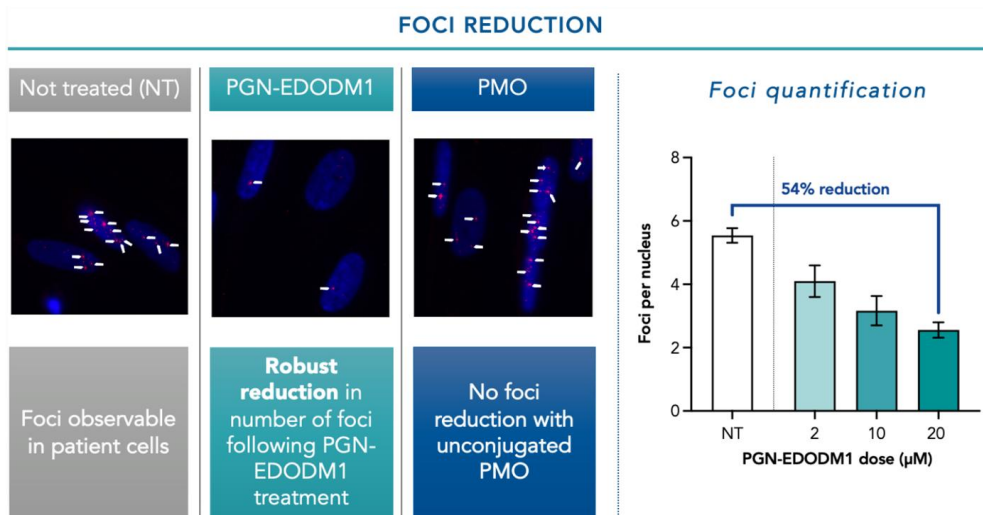 FOCI REDUCTION
Not treated (NT)
PGN-EDODM1
PMO
Foci observable
in patient cells
Robust
reduction in
number of foci
following PGN-
EDODM1
treatment
No foci
reduction with
unconjugated
PMO
Foci quantification
54% reduction
Foci per nucleus
8
6
4
2
0
NT
2
10
20
PGN-EDODM1 dose (µM)